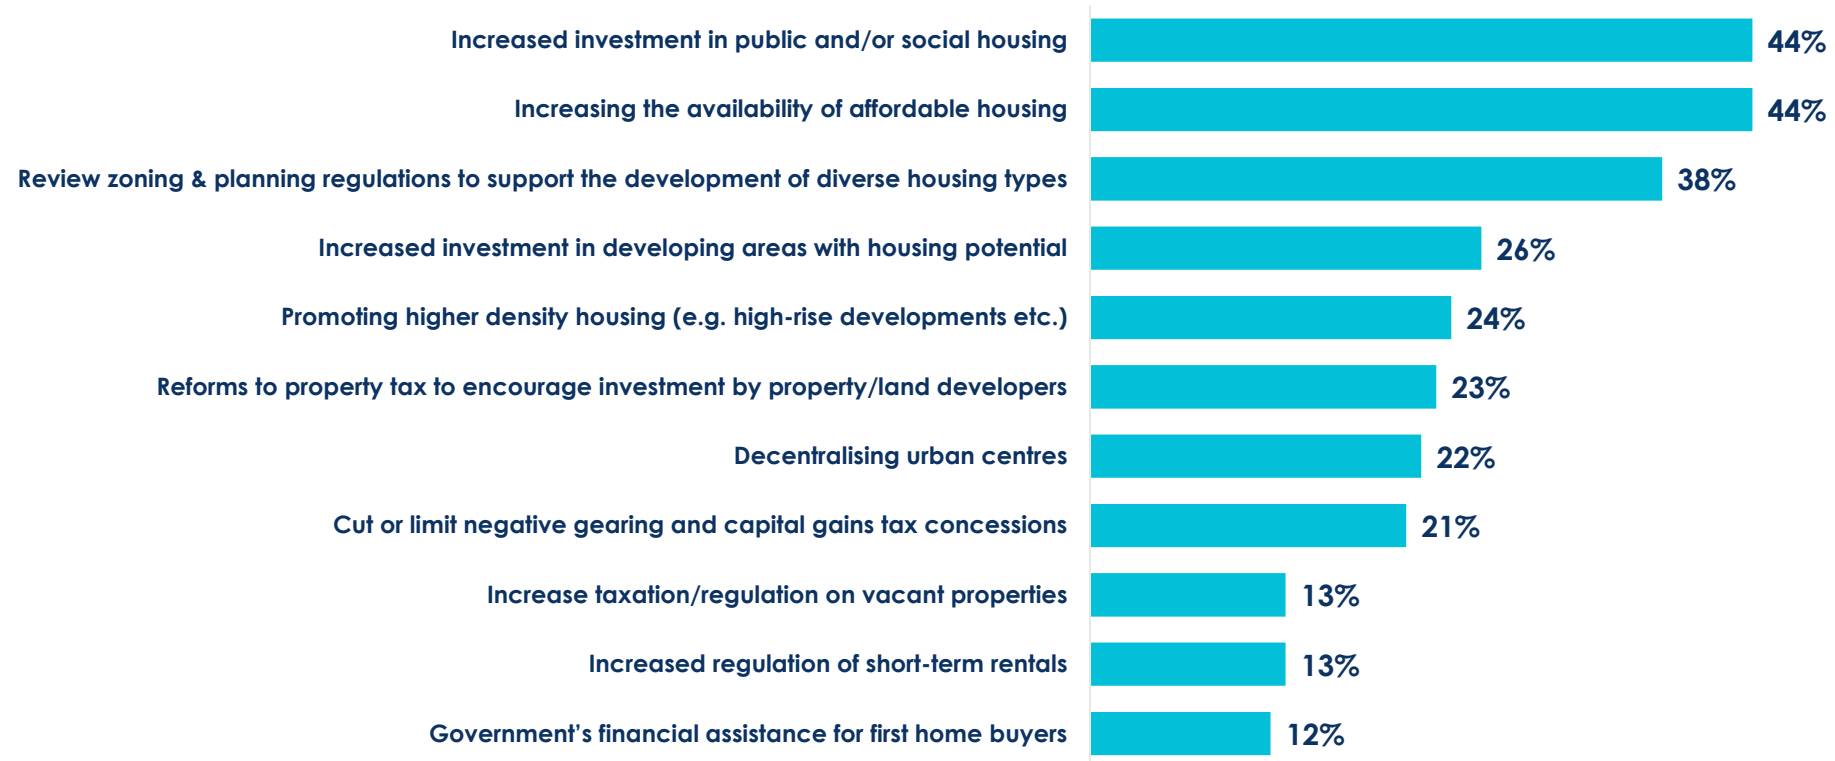 Increased investment in public and/or social housing 44%
Increasing the availability of affordable housing 44%
Review zoning & planning regulations to support the development of diverse housing types 38%
Increased investment in developing areas with housing potential 26%
Promoting higher density housing (e.g. high-rise developments etc.) 24%
Reforms to property tax to encourage investment by property/land developers 23%
Decentralising urban centres 22%
Cut or limit negative gearing and capital gains tax concessions 21%
Increase taxation/regulation on vacant properties 13%
Increased regulation of short-term rentals 13%
Government’s financial assistance for first home buyers 12%